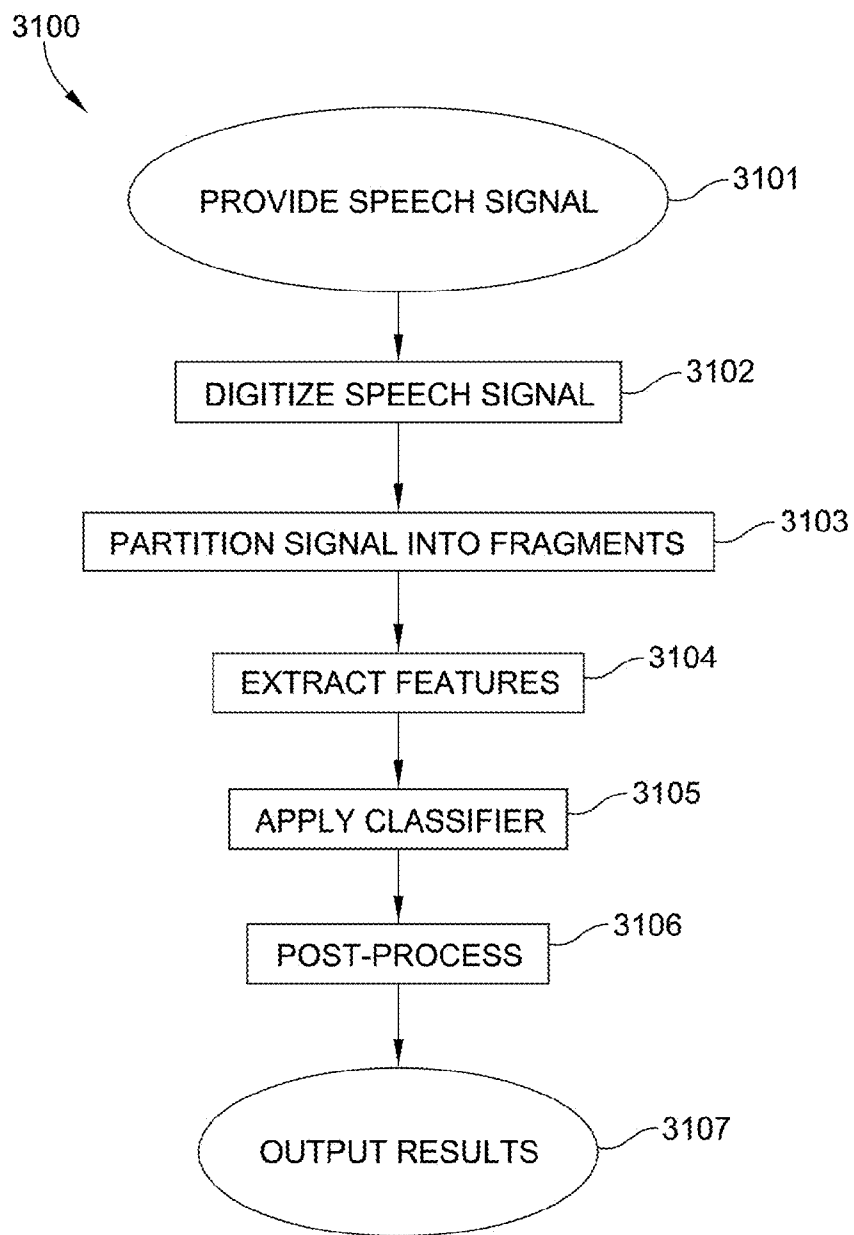 3100
PROVIDE SPEECH SIGNAL
3101
DIGITIZE SPEECH SIGNAL
3102
PARTITION SIGNAL INTO FRAGMENTS
3103
EXTRACT FEATURES
3104
APPLY CLASSIFIER
3105
POST-PROCESS
3106
OUTPUT RESULTS
3107